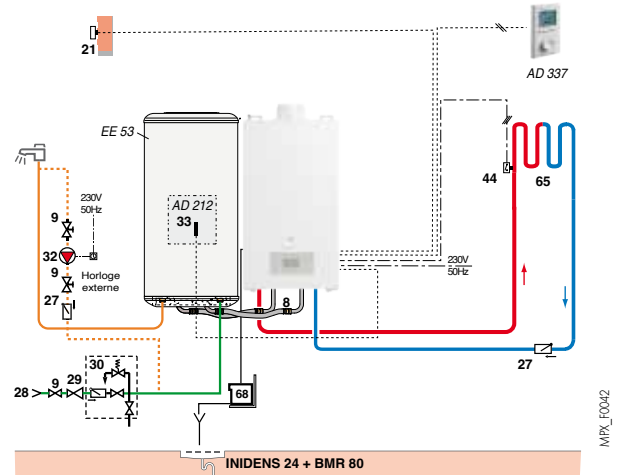 21
AD 337
EE 53
44
65
230V
50Hz
AD 212
33
9
32
9
Horloge
externe
27
230V
50Hz
8
27
30
28
9
29
68
INIDENS 24 + BMR 80
MPX_F0042